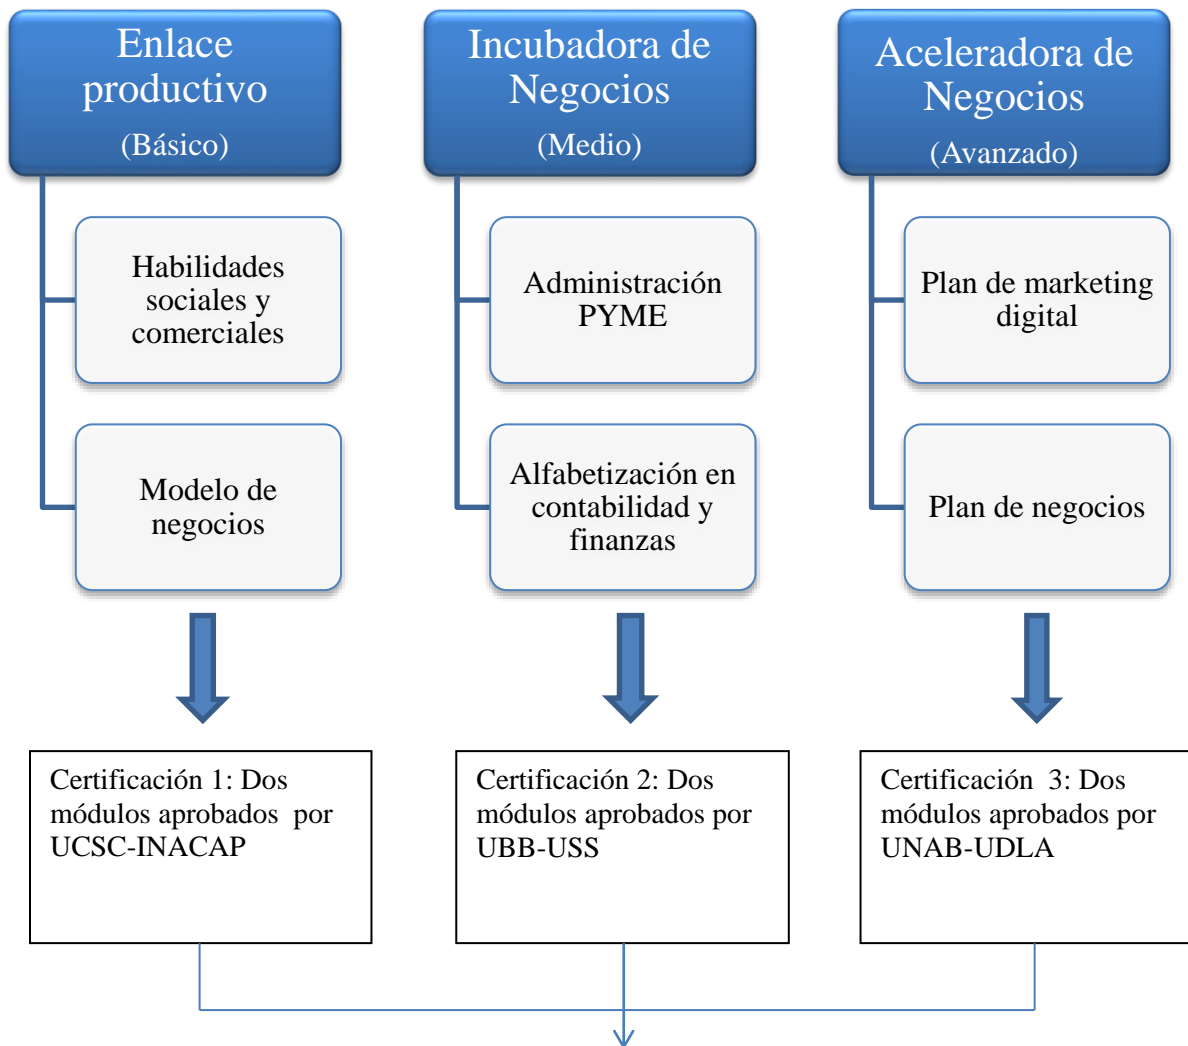 Enlace
productivo
(Básico)
Habilidades
sociales y
comerciales
Modelo de
negocios
Certificación 1: Dos
módulos aprobados  por
UCSC-INACAP
Incubadora de
Negocios
(Medio)
Administración
PYME
Alfabetización en
contabilidad y
finanzas
Certificación 2: Dos
módulos aprobados por
UBB-USS
Aceleradora de
Negocios
(Avanzado)
Plan de marketing
digital
Plan de negocios
Certificación  3: Dos
módulos aprobados por
UNAB-UDLA